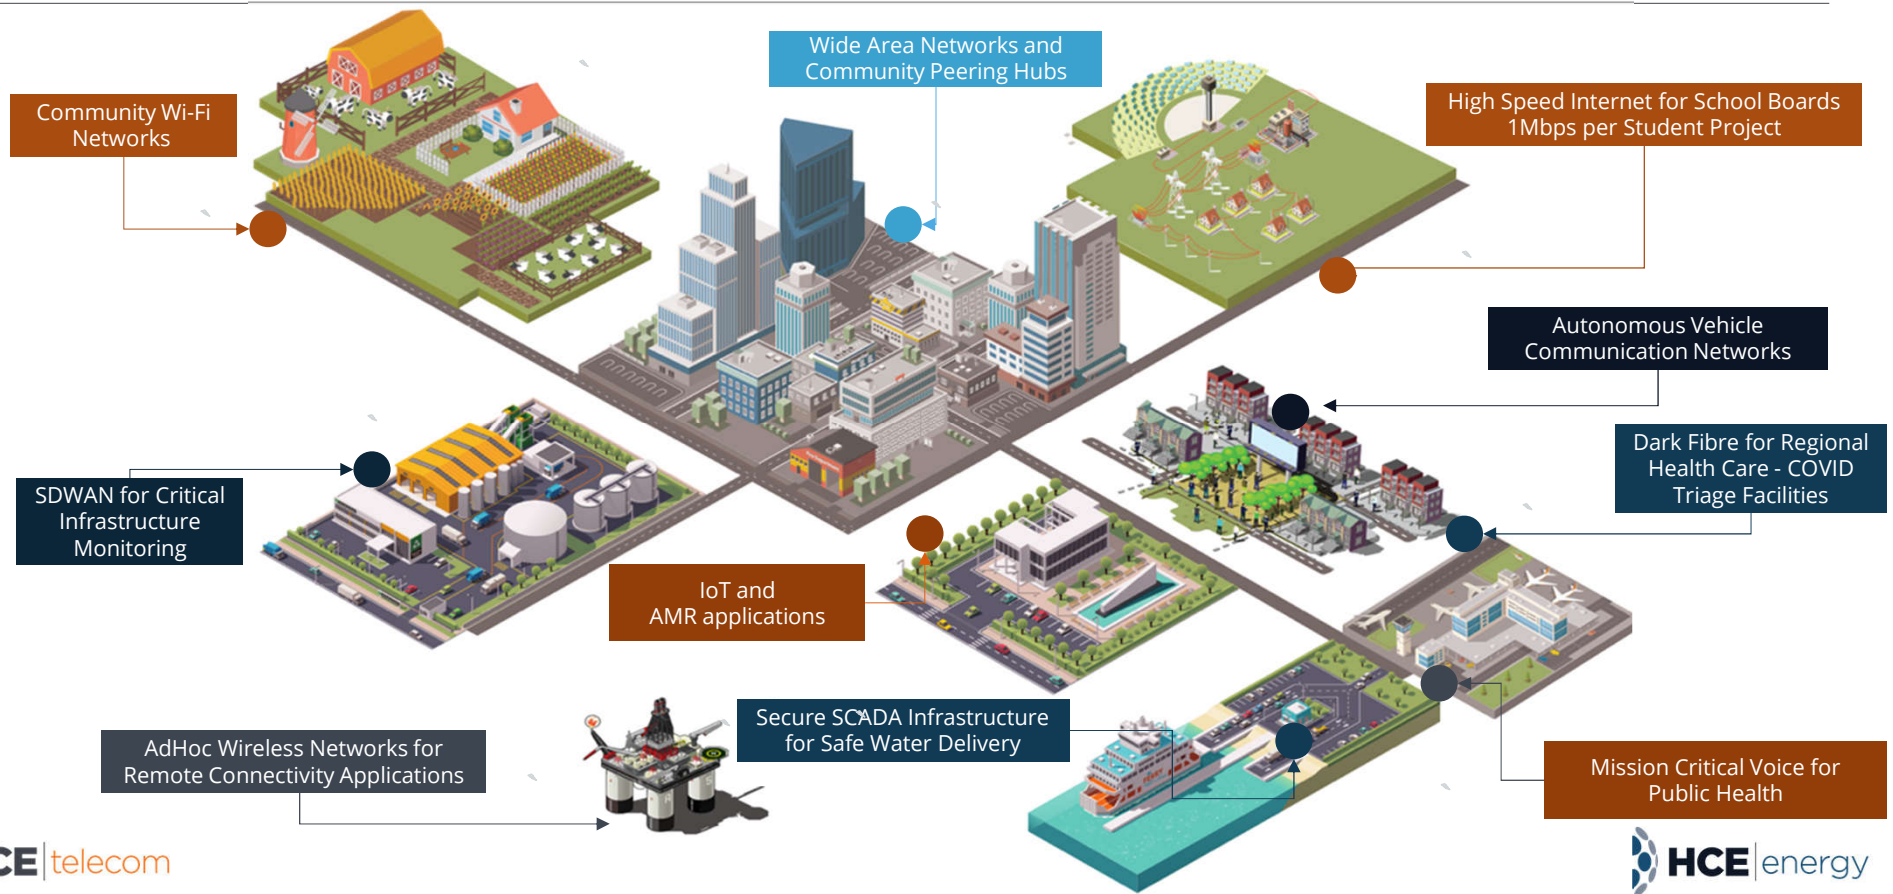 Wide Area Networks and
Community Peering Hubs
Community Wi-Fi
Networks
High Speed Internet for School Boards
1Mbps per Student Project
Autonomous Vehicle
Communication Networks
Dark Fibre for Regional
Health Care - COVID
Triage Facilities
SDWAN for Critical
Infrastructure
Monitoring
IoT and
AMR applications
Secure SCADA Infrastructure
for Safe Water Delivery
AdHoc Wireless Networks for
Remote Connectivity Applications
Mission Critical Voice for
Public Health
CE telecom
HCE energy